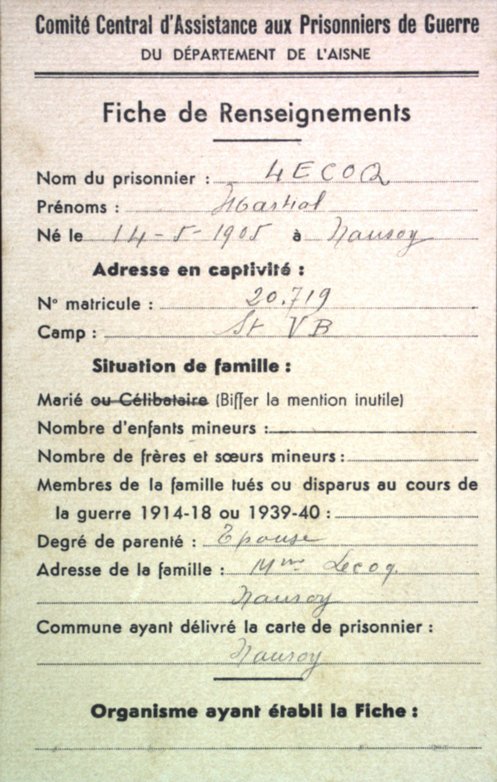 Comité Central d'Assistance aux Prisonniers de Guerre
DU DÉPARTEMENT DE L'AISNE
Fiche de Renseignements
Nom du prisonnier : LECOQ
Prénoms : Martial
Né le 14-5-1905 à Nauroy
Adresse en captivité :
N° matricule : 20.719
Camp : St VB
Situation de famille :
Marié ou Célibataire (Biffer la mention inutile)
Nombre d'enfants mineurs :
Nombre de frères et sœurs mineurs :
Membres de la famille tués ou disparus au cours de
la guerre 1914-18 ou 1939-40 :
Degré de parenté : Epouse
Adresse de la famille : Mme Lecoq.
Nauroy
Commune ayant délivré la carte de prisonnier :
Nauroy
Organisme ayant établi la Fiche :